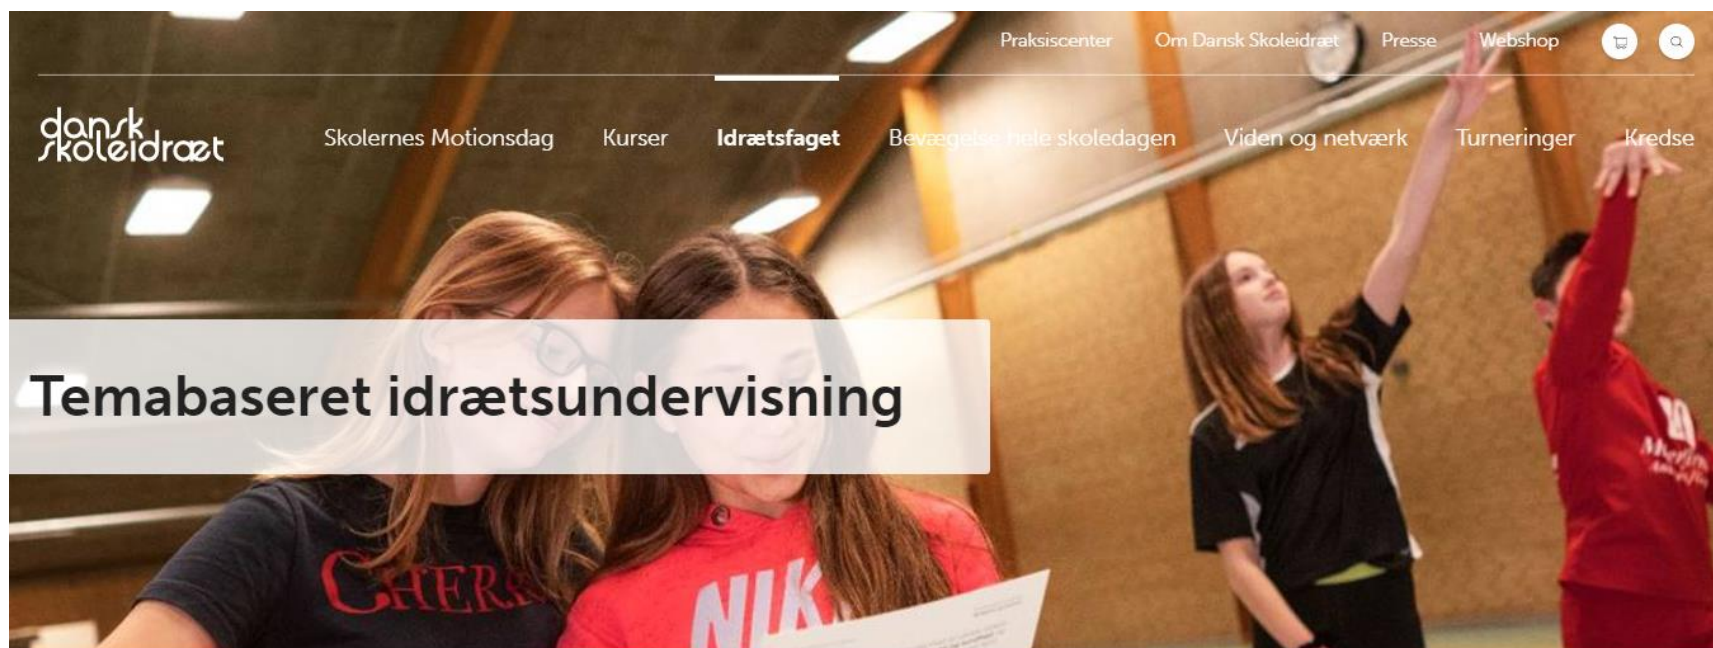 Praksiscenter Om Dansk Skoleidræt Presse Webshop
dansk
skoleidræt
Skolernes Motionsdag Kurser Idrætsfaget Bevægelse hele skoledagen Viden og netværk Turneringer Kredse
Temabaseret idrætsundervisning
CHERR
NIK